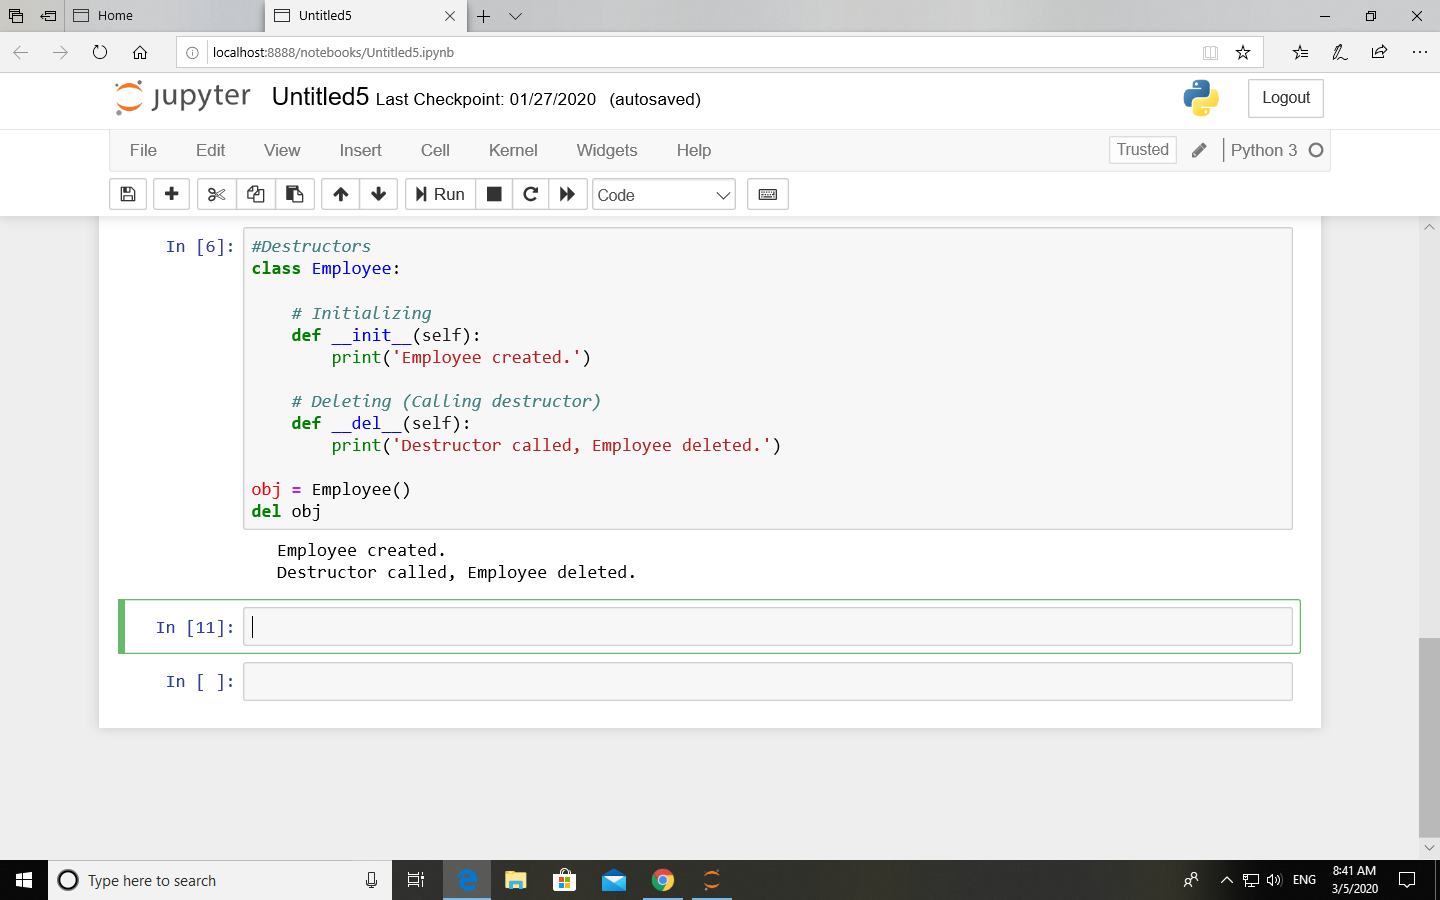 Home
Untitled5
localhost:8888/notebooks/Untitled5.ipynb
jupyter Untitled5 Last Checkpoint: 01/27/2020 (autosaved)
Logout
File Edit View Insert Cell Kernel Widgets Help
Trusted
Python 3
Run
Code
In [6]:
#Destructors
class Employee:
    # Initializing
    def __init__(self):
        print('Employee created.')
    # Deleting (Calling destructor)
    def __del__(self):
        print('Destructor called, Employee deleted.')
obj = Employee()
del obj
Employee created.
Destructor called, Employee deleted.
In [11]:
In [ ]:
Type here to search
ENG
8:41 AM
3/5/2020